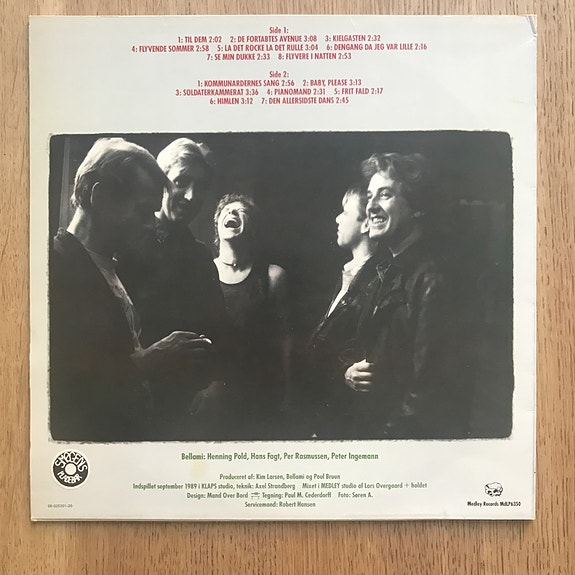 Side 1:
1: TIL DEM 2:02 2: DE FORTABTES AVENUE 3:08 3: KIELGASTEN 2:32
4: FLYVENDE SOMMER 2:58 5: LA DET ROCKE LA DET RULLE 3:04 6: DENGANG DA JEG VAR LILLE 2:16
7: SE MIN DUKKE 2:33 8: FLYVERE I NATTEN 2:53
Side 2:
1: KOMMUNARDERNES SANG 2:56 2: BABY, PLEASE 3:13
3: SOLDATERKAMMERAT 3:36 4: PIANOMAND 2:31 5: FRIT FALD 2:17
6: HIMLEN 3:12 7: DEN ALLERSIDSTE DANS 2:45
Bellami: Henning Pold, Hans Fagt, Per Rasmussen, Peter Ingemann
Produceret af: Kim Larsen, Bellami og Poul Bruun
Indspillet september 1989 i KLAPS studio, teknik: Axel Strandberg Mixet i MEDLEY studio af Lars Overgaard + holdet
Design: Mand Over Bord Tegning: Paul M. Cederdorff Foto: Søren A.
Servicemand: Robert Hansen
Medley Records MdLP6350